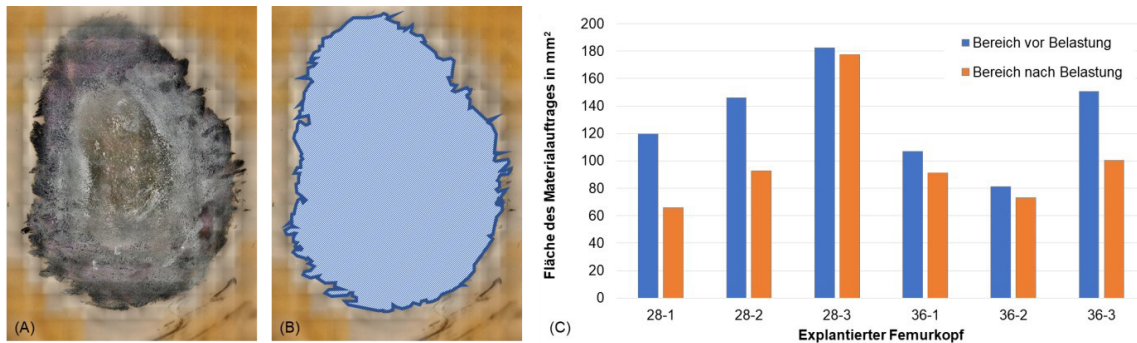 (A)
(B)
(C)
Fläche des Materialauftrages in mm²
200
180
160
140
120
100
80
60
40
20
0
Bereich vor Belastung
Bereich nach Belastung
28-1 28-2 28-3 36-1 36-2 36-3
Explantierter Femurkopf